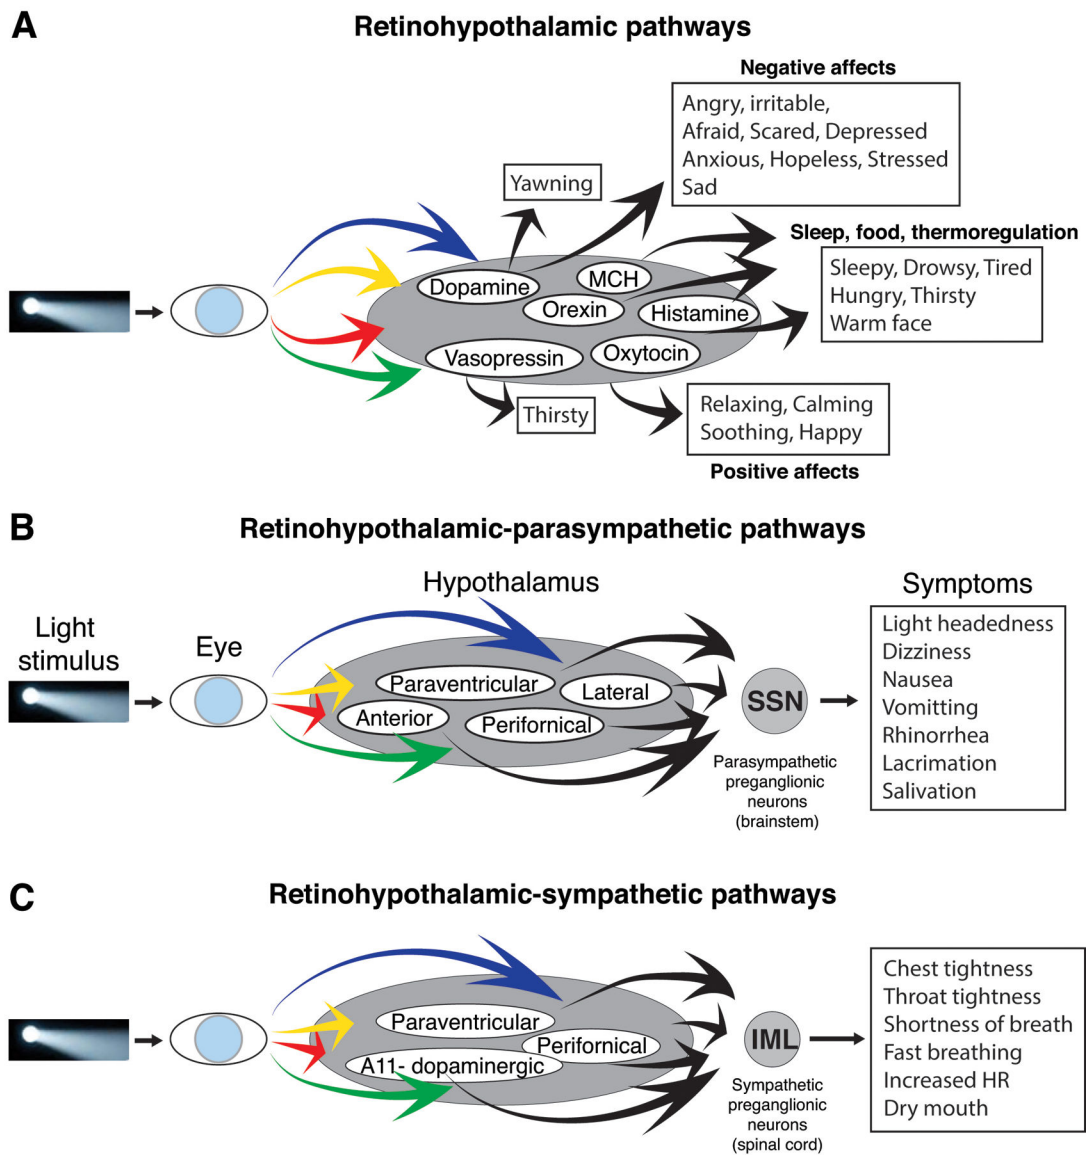 A
Retinohypothalamic pathways
Negative affects
Angry, irritable,
Afraid, Scared, Depressed
Anxious, Hopeless, Stressed
Sad
Yawning
Sleep, food, thermoregulation
Sleepy, Drowsy, Tired
Hungry, Thirsty
Warm face
Dopamine
MCH
Orexin
Histamine
Vasopressin
Oxytocin
Thirsty
Relaxing, Calming
Soothing, Happy
Positive affects
B
Retinohypothalamic-parasympathetic pathways
Light
stimulus
Eye
Hypothalamus
Symptoms
Paraventricular
Lateral
Anterior
Perifornical
SSN
Parasympathetic
preganglionic
neurons
(brainstem)
Light headedness
Dizziness
Nausea
Vomitting
Rhinorrhea
Lacrimation
Salivation
C
Retinohypothalamic-sympathetic pathways
Paraventricular
Perifornical
A11- dopaminergic
IML
Sympathetic
preganglionic
neurons
(spinal cord)
Chest tightness
Throat tightness
Shortness of breath
Fast breathing
Increased HR
Dry mouth